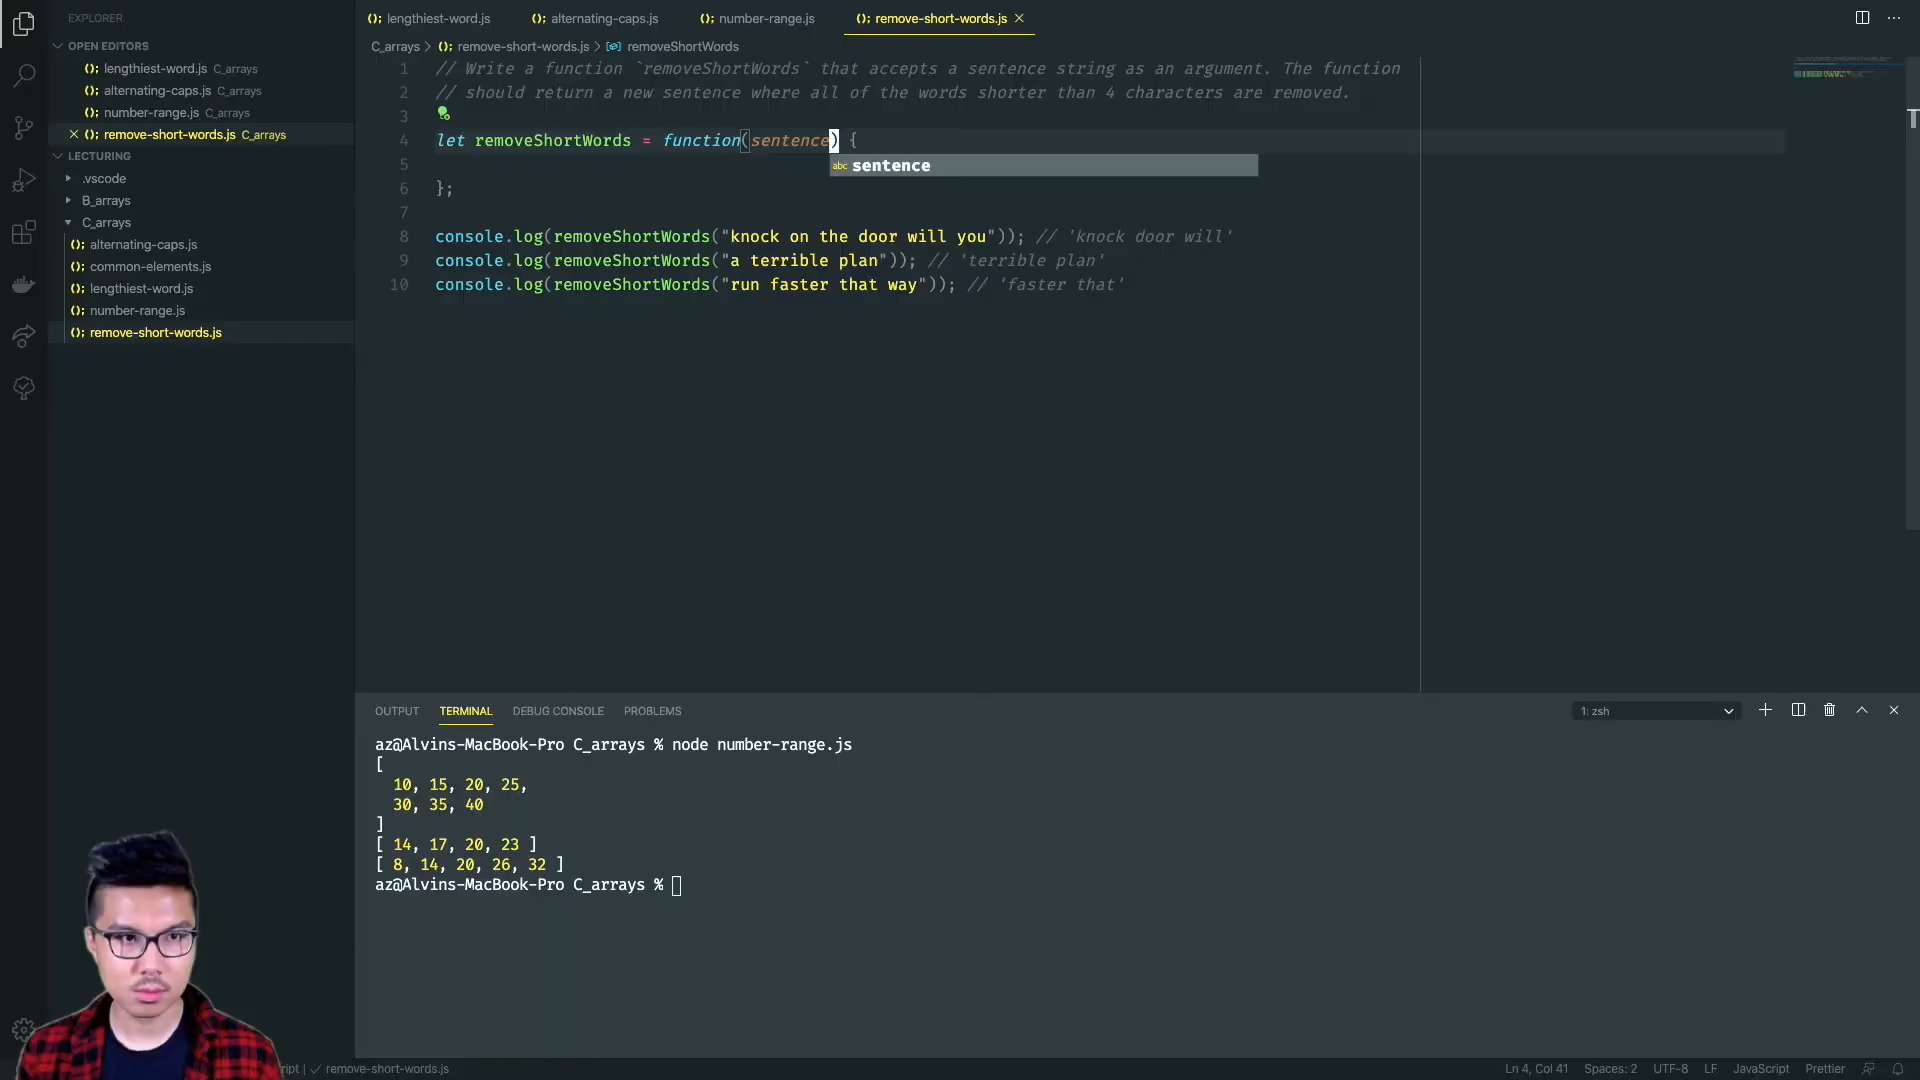 EXPLORER
OPEN EDITORS
lengthiest-word.js C_arrays
alternating-caps.js C_arrays
number-range.js C_arrays
remove-short-words.js C_arrays
LECTURING
.vscode
B_arrays
C_arrays
alternating-caps.js
common-elements.js
lengthiest-word.js
number-range.js
remove-short-words.js
lengthiest-word.js alternating-caps.js number-range.js remove-short-words.js
C_arrays > remove-short-words.js > removeShortWords
1 // Write a function `removeShortWords` that accepts a sentence string as an argument. The function
2 // should return a new sentence where all of the words shorter than 4 characters are removed.
3
4 let removeShortWords = function(sentence) {
abc sentence
5
6 };
7
8 console.log(removeShortWords("knock on the door will you")); // 'knock door will'
9 console.log(removeShortWords("a terrible plan")); // 'terrible plan'
10 console.log(removeShortWords("run faster that way")); // 'faster that'
OUTPUT TERMINAL DEBUG CONSOLE PROBLEMS 1: zsh
az@Alvins-MacBook-Pro C_arrays % node number-range.js
[
10, 15, 20, 25,
30, 35, 40
]
[ 14, 17, 20, 23 ]
[ 8, 14, 20, 26, 32 ]
az@Alvins-MacBook-Pro C_arrays %
ript | ✓ remove-short-words.js Ln 4, Col 41 Spaces: 2 UTF-8 LF JavaScript Prettier